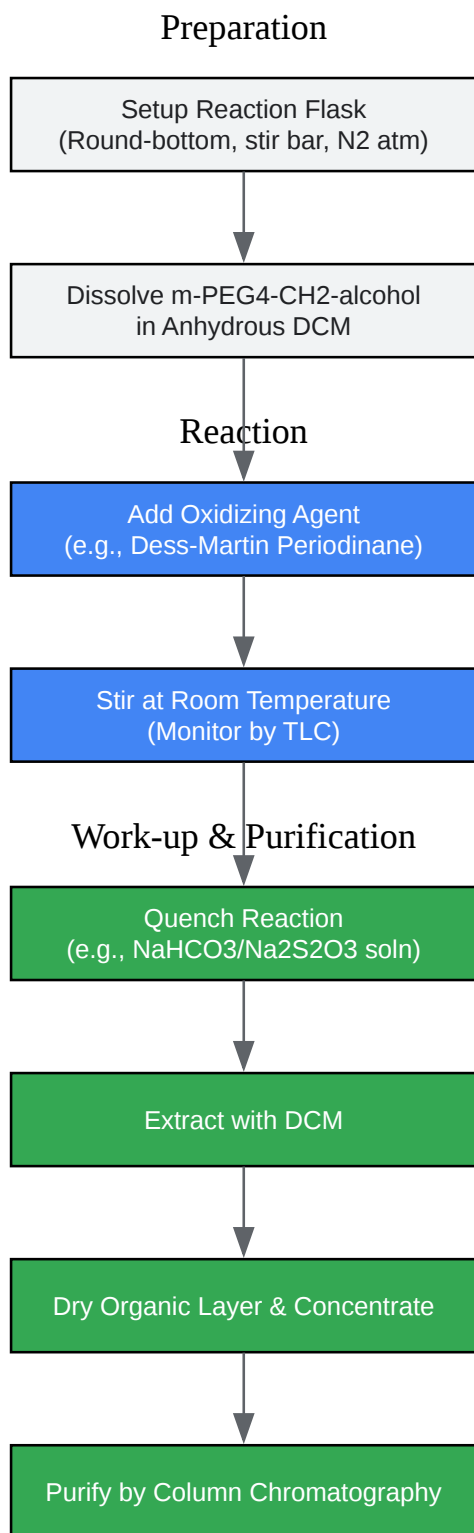 Preparation
Setup Reaction Flask
(Round-bottom, stir bar, N2 atm)
Dissolve m-PEG4-CH2-alcohol
in Anhydrous DCM
Reaction
Add Oxidizing Agent
(e.g., Dess-Martin Periodinane)
Stir at Room Temperature
(Monitor by TLC)
Work-up & Purification
Quench Reaction
(e.g., NaHCO3/Na2S2O3 soln)
Extract with DCM
Dry Organic Layer & Concentrate
Purify by Column Chromatography